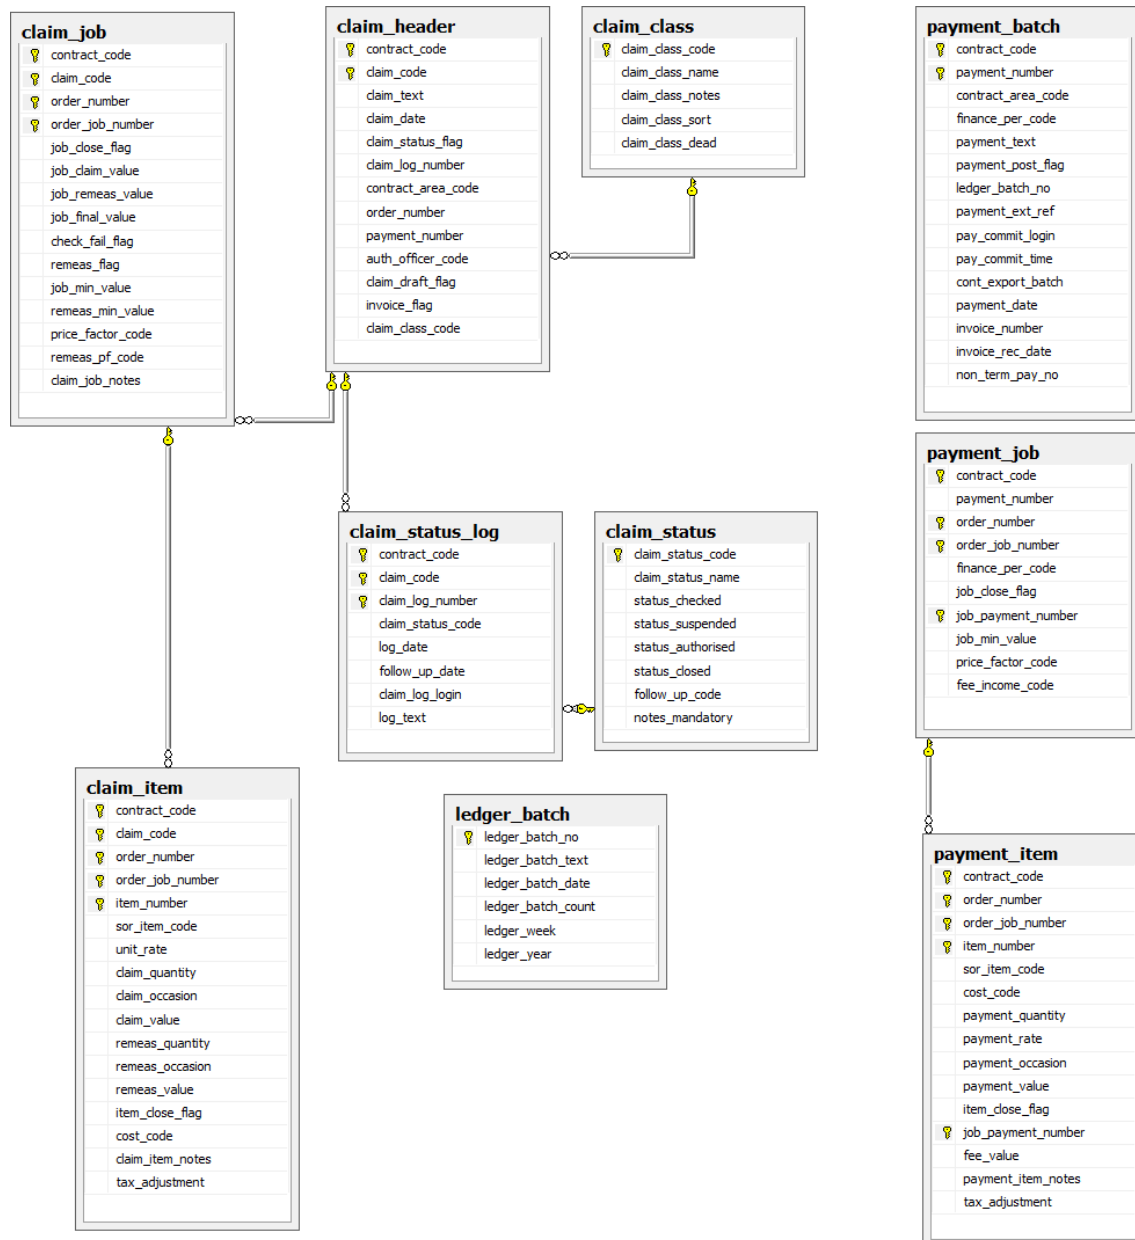 claim_job
contract_code
claim_code
order_number
order_job_number
job_close_flag
job_claim_value
job_remeas_value
job_final_value
check_fail_flag
remeas_flag
job_min_value
remeas_min_value
price_factor_code
remeas_pf_code
claim_job_notes
claim_header
contract_code
claim_code
claim_text
claim_date
claim_status_flag
claim_log_number
contract_area_code
order_number
payment_number
auth_officer_code
claim_draft_flag
invoice_flag
claim_class_code
claim_class
claim_class_code
claim_class_name
claim_class_notes
claim_class_sort
claim_class_dead
payment_batch
contract_code
payment_number
contract_area_code
finance_per_code
payment_text
payment_post_flag
ledger_batch_no
payment_ext_ref
pay_commit_login
pay_commit_time
cont_export_batch
payment_date
invoice_number
invoice_rec_date
non_term_pay_no
payment_job
contract_code
payment_number
order_number
order_job_number
finance_per_code
job_close_flag
job_payment_number
job_min_value
price_factor_code
fee_income_code
claim_status_log
contract_code
claim_code
claim_log_number
claim_status_code
log_date
follow_up_date
claim_log_login
log_text
claim_status
claim_status_code
claim_status_name
status_checked
status_suspended
status_authorised
status_closed
follow_up_code
notes_mandatory
claim_item
contract_code
claim_code
order_number
order_job_number
item_number
sor_item_code
unit_rate
claim_quantity
claim_occasion
claim_value
remeas_quantity
remeas_occasion
remeas_value
item_close_flag
cost_code
claim_item_notes
tax_adjustment
ledger_batch
ledger_batch_no
ledger_batch_text
ledger_batch_date
ledger_batch_count
ledger_week
ledger_year
payment_item
contract_code
order_number
order_job_number
item_number
sor_item_code
cost_code
payment_quantity
payment_rate
payment_occasion
payment_value
item_close_flag
job_payment_number
fee_value
payment_item_notes
tax_adjustment